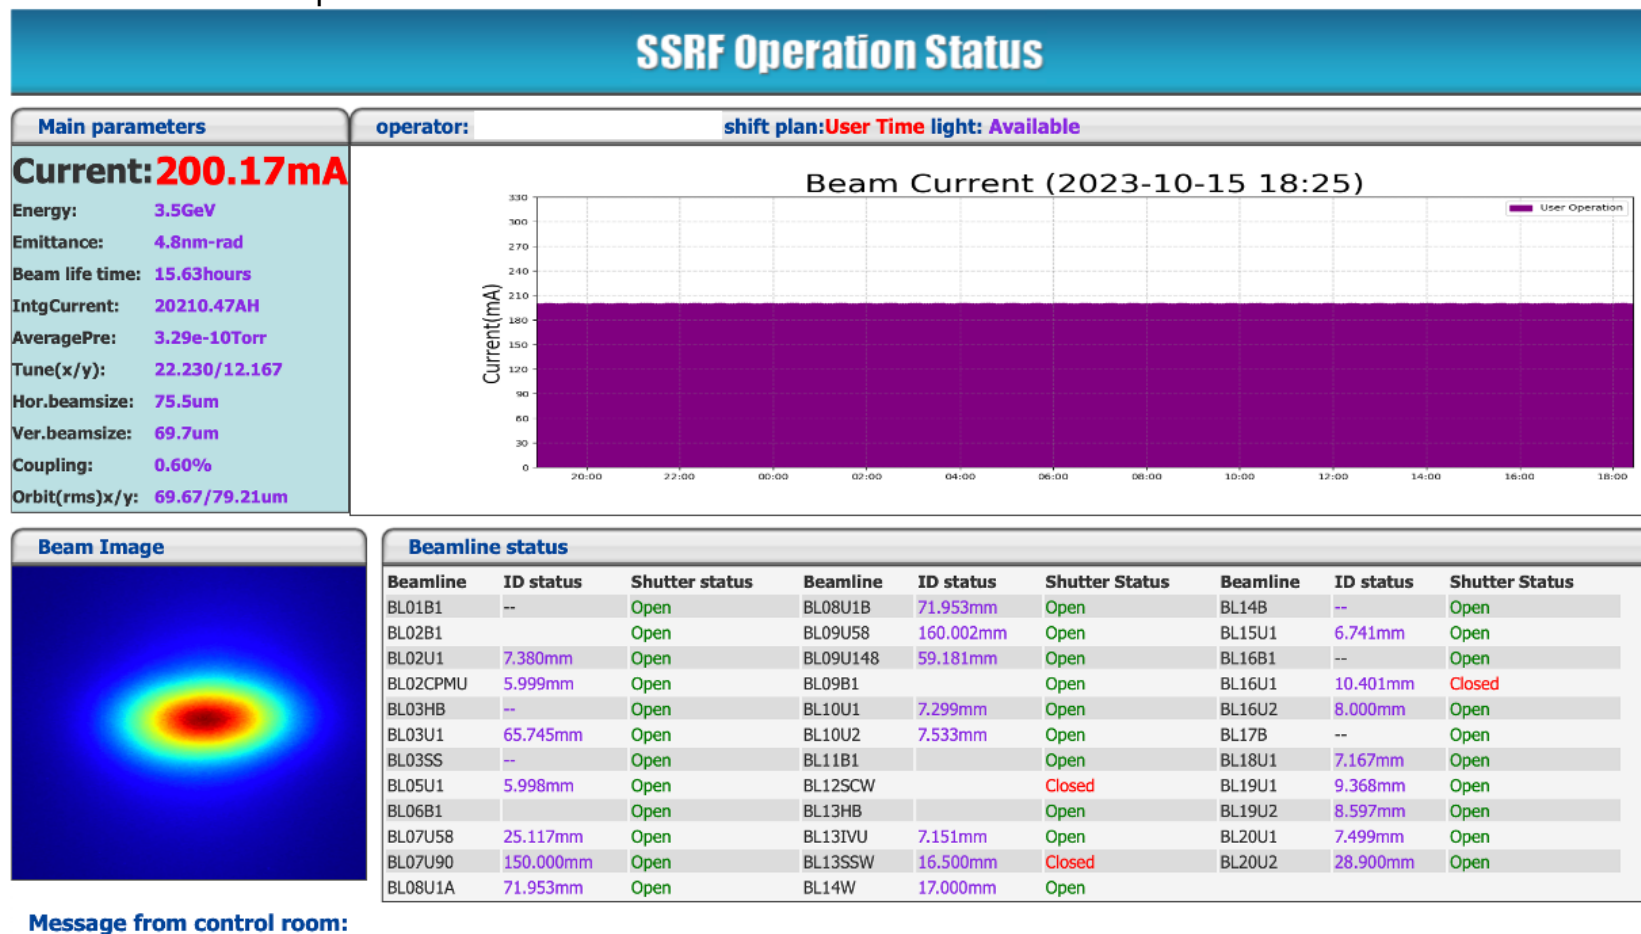 SSRF Operation Status
Main parameters
operator: shift plan:User Time light: Available
Current:200.17mA
Energy: 3.5GeV
Emittance: 4.8nm-rad
Beam life time: 15.63hours
IntgCurrent: 20210.47AH
AveragePre: 3.29e-10Torr
Tune(x/y): 22.230/12.167
Hor.beamsize: 75.5um
Ver.beamsize: 69.7um
Coupling: 0.60%
Orbit(rms)x/y: 69.67/79.21um
Beam Current (2023-10-15 18:25)
User Operation
Current(mA)
330
300
270
240
210
180
150
120
90
60
30
0
20:00 22:00 00:00 02:00 04:00 06:00 08:00 10:00 12:00 14:00 16:00 18:00
Beam Image
Beamline status
Beamline ID status Shutter status Beamline ID status Shutter Status Beamline ID status Shutter Status
BL01B1 -- Open BL08U1B 71.953mm Open BL14B -- Open
BL02B1 Open BL09U58 160.002mm Open BL15U1 6.741mm Open
BL02U1 7.380mm Open BL09U148 59.181mm Open BL16B1 -- Open
BL02CPMU 5.999mm Open BL09B1 Open BL16U1 10.401mm Closed
BL03HB -- Open BL10U1 7.299mm Open BL16U2 8.000mm Open
BL03U1 65.745mm Open BL10U2 7.533mm Open BL17B -- Open
BL03SS -- Open BL11B1 Open BL18U1 7.167mm Open
BL05U1 5.998mm Open BL12SCW Closed BL19U1 9.368mm Open
BL06B1 Open BL13HB Open BL19U2 8.597mm Open
BL07U58 25.117mm Open BL13IVU 7.151mm Open BL20U1 7.499mm Open
BL07U90 150.000mm Open BL13SSW 16.500mm Closed BL20U2 28.900mm Open
BL08U1A 71.953mm Open BL14W 17.000mm Open
Message from control room: